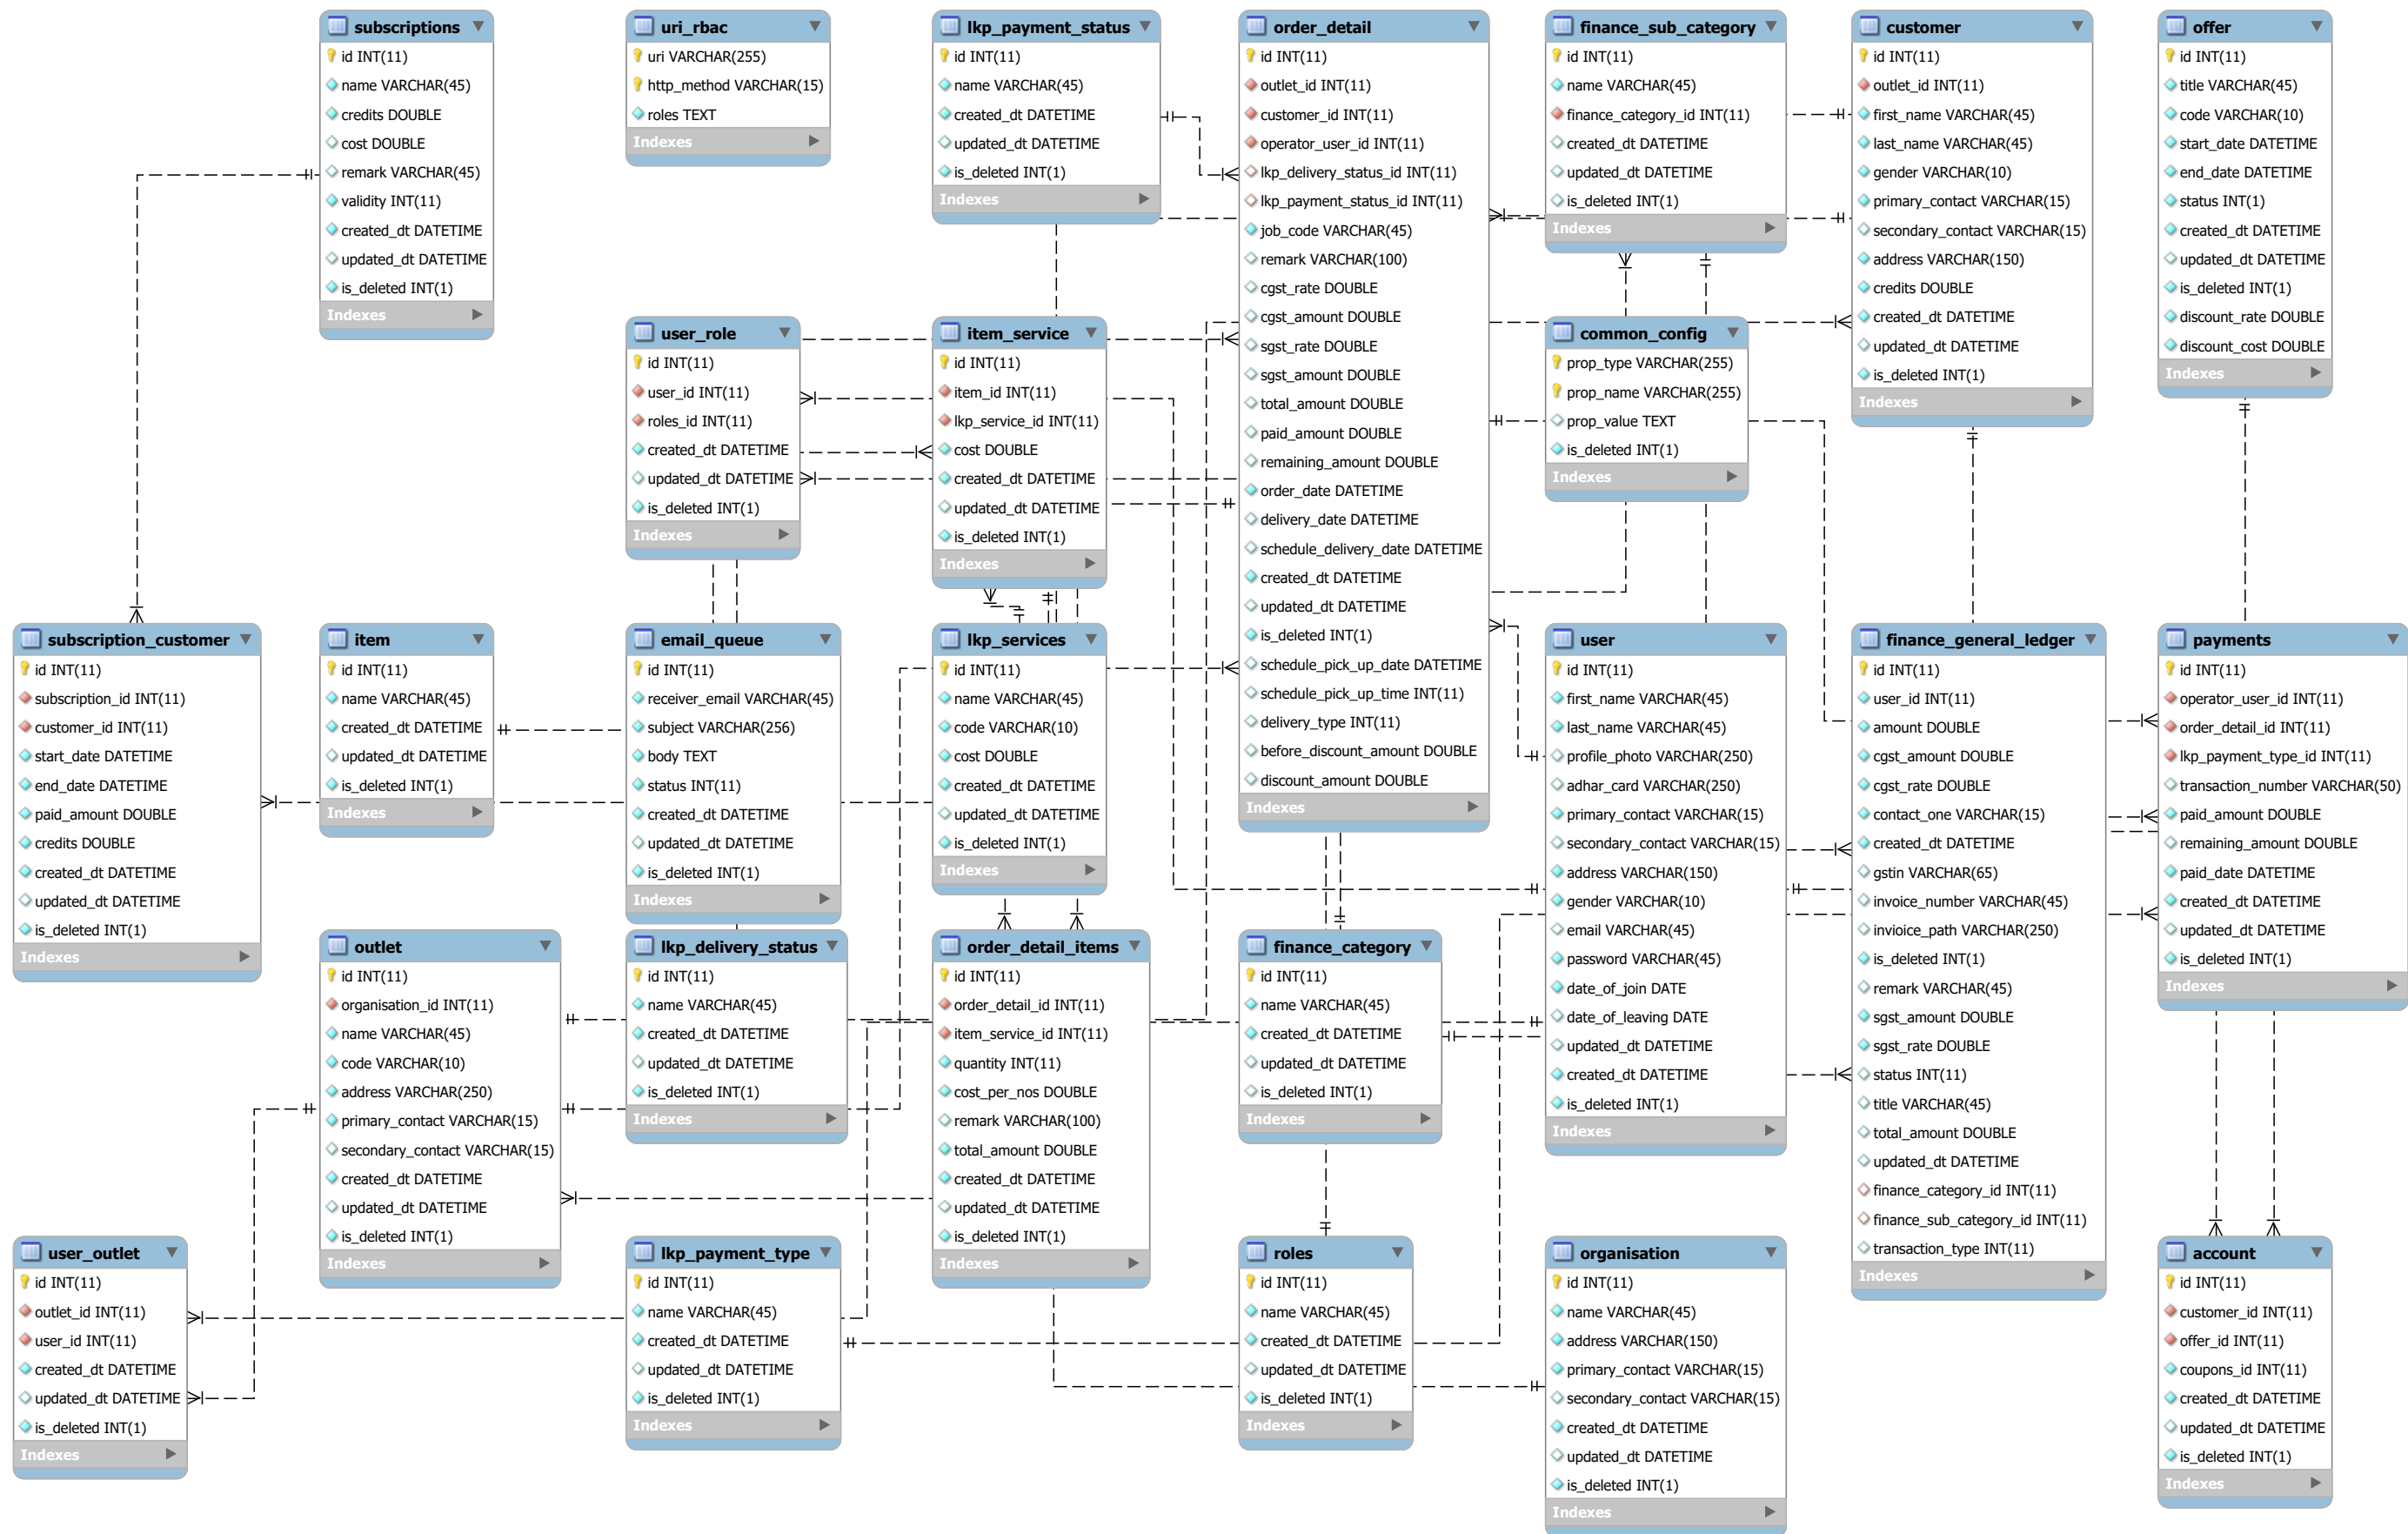 subscriptions
id INT(11)
name VARCHAR(45)
credits DOUBLE
cost DOUBLE
remark VARCHAR(45)
validity INT(11)
created_dt DATETIME
updated_dt DATETIME
is_deleted INT(1)
Indexes
uri_rbac
uri VARCHAR(255)
http_method VARCHAR(15)
roles TEXT
Indexes
lkp_payment_status
id INT(11)
name VARCHAR(45)
created_dt DATETIME
updated_dt DATETIME
is_deleted INT(1)
Indexes
order_detail
id INT(11)
outlet_id INT(11)
customer_id INT(11)
operator_user_id INT(11)
lkp_delivery_status_id INT(11)
lkp_payment_status_id INT(11)
job_code VARCHAR(45)
remark VARCHAR(100)
cgst_rate DOUBLE
cgst_amount DOUBLE
sgst_rate DOUBLE
sgst_amount DOUBLE
total_amount DOUBLE
paid_amount DOUBLE
remaining_amount DOUBLE
order_date DATETIME
delivery_date DATETIME
schedule_delivery_date DATETIME
created_dt DATETIME
updated_dt DATETIME
is_deleted INT(1)
schedule_pick_up_date DATETIME
schedule_pick_up_time INT(11)
delivery_type INT(11)
before_discount_amount DOUBLE
discount_amount DOUBLE
Indexes
finance_sub_category
id INT(11)
name VARCHAR(45)
finance_category_id INT(11)
created_dt DATETIME
updated_dt DATETIME
is_deleted INT(1)
Indexes
customer
id INT(11)
outlet_id INT(11)
first_name VARCHAR(45)
last_name VARCHAR(45)
gender VARCHAR(10)
primary_contact VARCHAR(15)
secondary_contact VARCHAR(15)
address VARCHAR(150)
credits DOUBLE
created_dt DATETIME
updated_dt DATETIME
is_deleted INT(1)
Indexes
offer
id INT(11)
title VARCHAR(45)
code VARCHAR(10)
start_date DATETIME
end_date DATETIME
status INT(1)
created_dt DATETIME
updated_dt DATETIME
is_deleted INT(1)
discount_rate DOUBLE
discount_cost DOUBLE
Indexes
user_role
id INT(11)
user_id INT(11)
roles_id INT(11)
created_dt DATETIME
updated_dt DATETIME
is_deleted INT(1)
Indexes
item_service
id INT(11)
item_id INT(11)
lkp_service_id INT(11)
cost DOUBLE
created_dt DATETIME
updated_dt DATETIME
is_deleted INT(1)
Indexes
common_config
prop_type VARCHAR(255)
prop_name VARCHAR(255)
prop_value TEXT
is_deleted INT(1)
Indexes
subscription_customer
id INT(11)
subscription_id INT(11)
customer_id INT(11)
start_date DATETIME
end_date DATETIME
paid_amount DOUBLE
credits DOUBLE
created_dt DATETIME
updated_dt DATETIME
is_deleted INT(1)
Indexes
item
id INT(11)
name VARCHAR(45)
created_dt DATETIME
updated_dt DATETIME
is_deleted INT(1)
Indexes
email_queue
id INT(11)
receiver_email VARCHAR(45)
subject VARCHAR(256)
body TEXT
status INT(11)
created_dt DATETIME
updated_dt DATETIME
is_deleted INT(1)
Indexes
lkp_services
id INT(11)
name VARCHAR(45)
code VARCHAR(10)
cost DOUBLE
created_dt DATETIME
updated_dt DATETIME
is_deleted INT(1)
Indexes
user
id INT(11)
first_name VARCHAR(45)
last_name VARCHAR(45)
profile_photo VARCHAR(250)
adhar_card VARCHAR(250)
primary_contact VARCHAR(15)
secondary_contact VARCHAR(15)
address VARCHAR(150)
gender VARCHAR(10)
email VARCHAR(45)
password VARCHAR(45)
date_of_join DATE
date_of_leaving DATE
updated_dt DATETIME
created_dt DATETIME
is_deleted INT(1)
Indexes
finance_general_ledger
id INT(11)
user_id INT(11)
amount DOUBLE
cgst_amount DOUBLE
cgst_rate DOUBLE
contact_one VARCHAR(15)
created_dt DATETIME
gstin VARCHAR(65)
invoice_number VARCHAR(45)
invioice_path VARCHAR(250)
is_deleted INT(1)
remark VARCHAR(45)
sgst_amount DOUBLE
sgst_rate DOUBLE
status INT(11)
title VARCHAR(45)
total_amount DOUBLE
updated_dt DATETIME
finance_category_id INT(11)
finance_sub_category_id INT(11)
transaction_type INT(11)
Indexes
payments
id INT(11)
operator_user_id INT(11)
order_detail_id INT(11)
lkp_payment_type_id INT(11)
transaction_number VARCHAR(50)
paid_amount DOUBLE
remaining_amount DOUBLE
paid_date DATETIME
created_dt DATETIME
updated_dt DATETIME
is_deleted INT(1)
Indexes
outlet
id INT(11)
organisation_id INT(11)
name VARCHAR(45)
code VARCHAR(10)
address VARCHAR(250)
primary_contact VARCHAR(15)
secondary_contact VARCHAR(15)
created_dt DATETIME
updated_dt DATETIME
is_deleted INT(1)
Indexes
lkp_delivery_status
id INT(11)
name VARCHAR(45)
created_dt DATETIME
updated_dt DATETIME
is_deleted INT(1)
Indexes
order_detail_items
id INT(11)
order_detail_id INT(11)
item_service_id INT(11)
quantity INT(11)
cost_per_nos DOUBLE
remark VARCHAR(100)
total_amount DOUBLE
created_dt DATETIME
updated_dt DATETIME
is_deleted INT(1)
Indexes
finance_category
id INT(11)
name VARCHAR(45)
created_dt DATETIME
updated_dt DATETIME
is_deleted INT(1)
Indexes
user_outlet
id INT(11)
outlet_id INT(11)
user_id INT(11)
created_dt DATETIME
updated_dt DATETIME
is_deleted INT(1)
Indexes
lkp_payment_type
id INT(11)
name VARCHAR(45)
created_dt DATETIME
updated_dt DATETIME
is_deleted INT(1)
Indexes
roles
id INT(11)
name VARCHAR(45)
created_dt DATETIME
updated_dt DATETIME
is_deleted INT(1)
Indexes
organisation
id INT(11)
name VARCHAR(45)
address VARCHAR(150)
primary_contact VARCHAR(15)
secondary_contact VARCHAR(15)
created_dt DATETIME
updated_dt DATETIME
is_deleted INT(1)
Indexes
account
id INT(11)
customer_id INT(11)
offer_id INT(11)
coupons_id INT(11)
created_dt DATETIME
updated_dt DATETIME
is_deleted INT(1)
Indexes